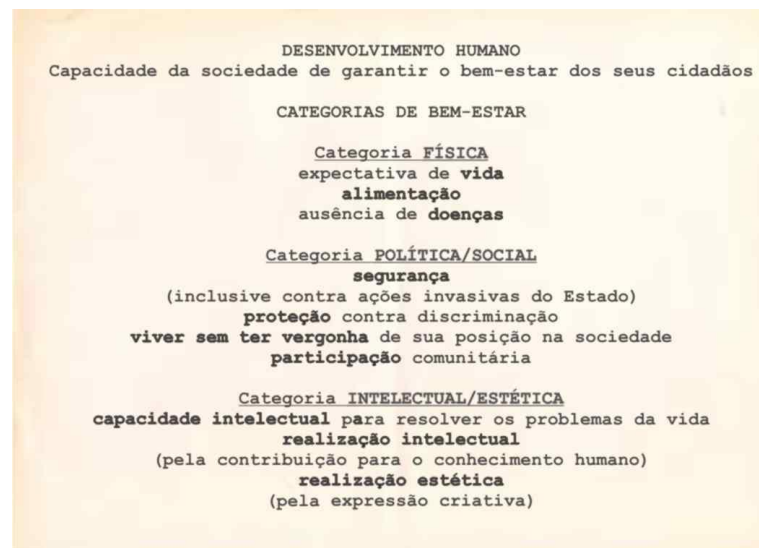 DESENVOLVIMENTO HUMANO
Capacidade da sociedade de garantir o bem-estar dos seus cidadãos
CATEGORIAS DE BEM-ESTAR
Categoria FÍSICA
expectativa de vida
alimentação
ausência de doenças
Categoria POLÍTICA/SOCIAL
segurança
(inclusive contra ações invasivas do Estado)
proteção contra discriminação
viver sem ter vergonha de sua posição na sociedade
participação comunitária
Categoria INTELECTUAL/ESTÉTICA
capacidade intelectual para resolver os problemas da vida
realização intelectual
(pela contribuição para o conhecimento humano)
realização estética
(pela expressão criativa)